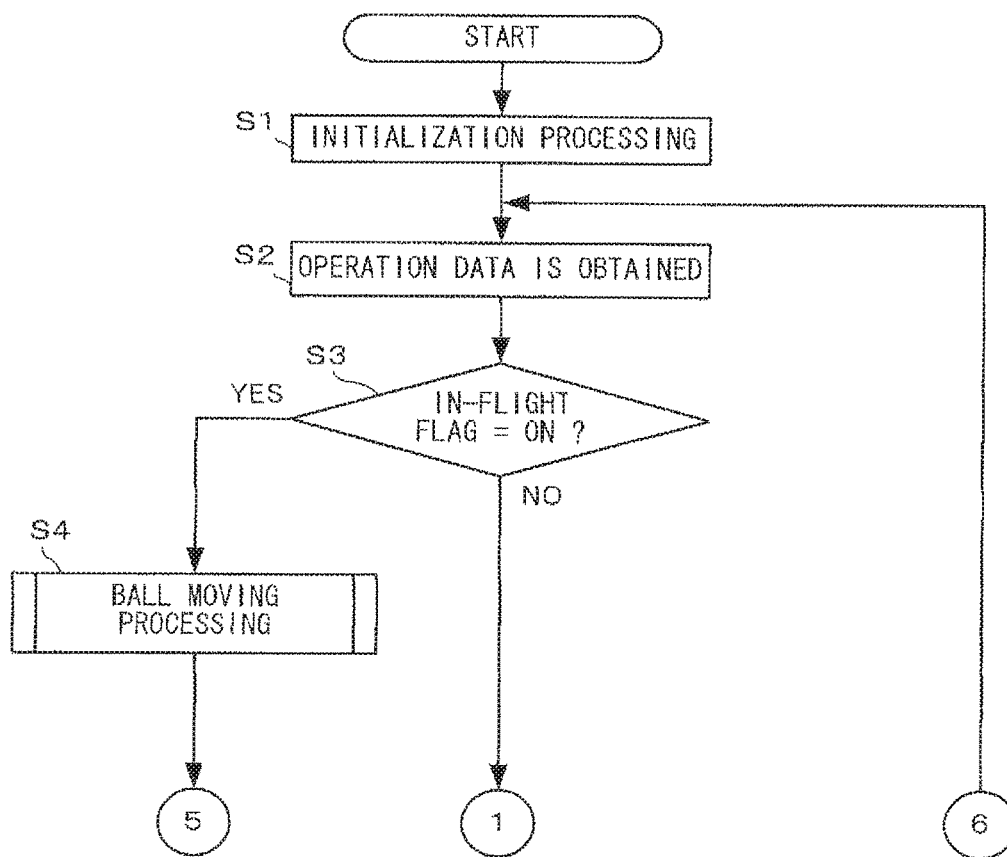 START
S1
INITIALIZATION PROCESSING
S2
OPERATION DATA IS OBTAINED
S3
YES
IN-FLIGHT
FLAG = ON ?
NO
S4
BALL MOVING
PROCESSING
5
1
6